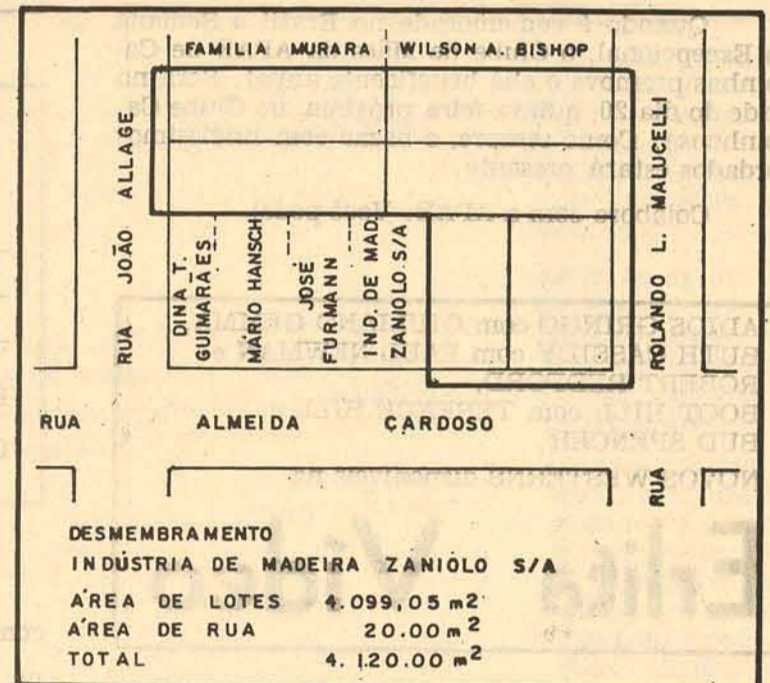 FAMILIA MURARA WILSON A. BISHOP
RUA JOÃO ALLAGE
DINA T.
GUIMARAES
MARIO HANSCH
JOSÉ
FURMANN
IND. DE MAD.
ZANIOLO S/A
ROLANDO L. MALUCELLI
RUA
RUA ALMEIDA CARDOSO
DESMEMBRAMENTO
INDÚSTRIA DE MADEIRA ZANIOLO S/A
ÁREA DE LOTES 4.099,05 m2
ÁREA DE RUA 20.00 m2
TOTAL 4.120.00 m2